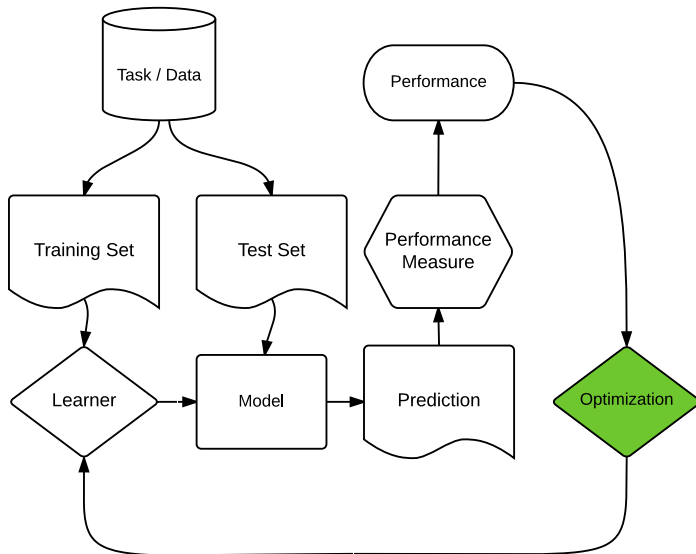 Task / Data
Performance
Training Set
Test Set
Performance
Measure
Learner
Model
Prediction
Optimization